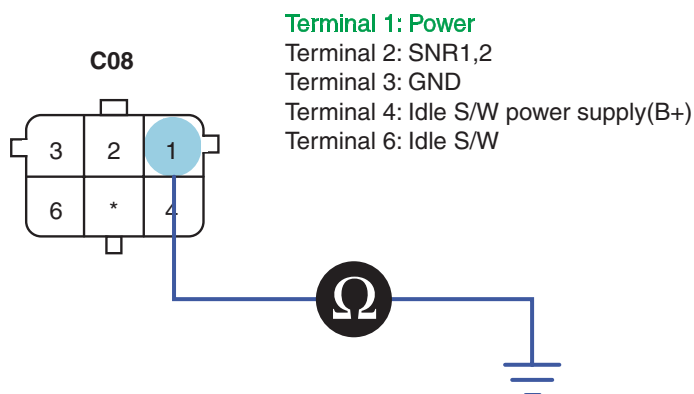 Terminal 1: Power
Terminal 2: SNR1,2
Terminal 3: GND
Terminal 4: Idle S/W power supply(B+)
Terminal 6: Idle S/W
C08
3 2 1
6 * 4
Ω